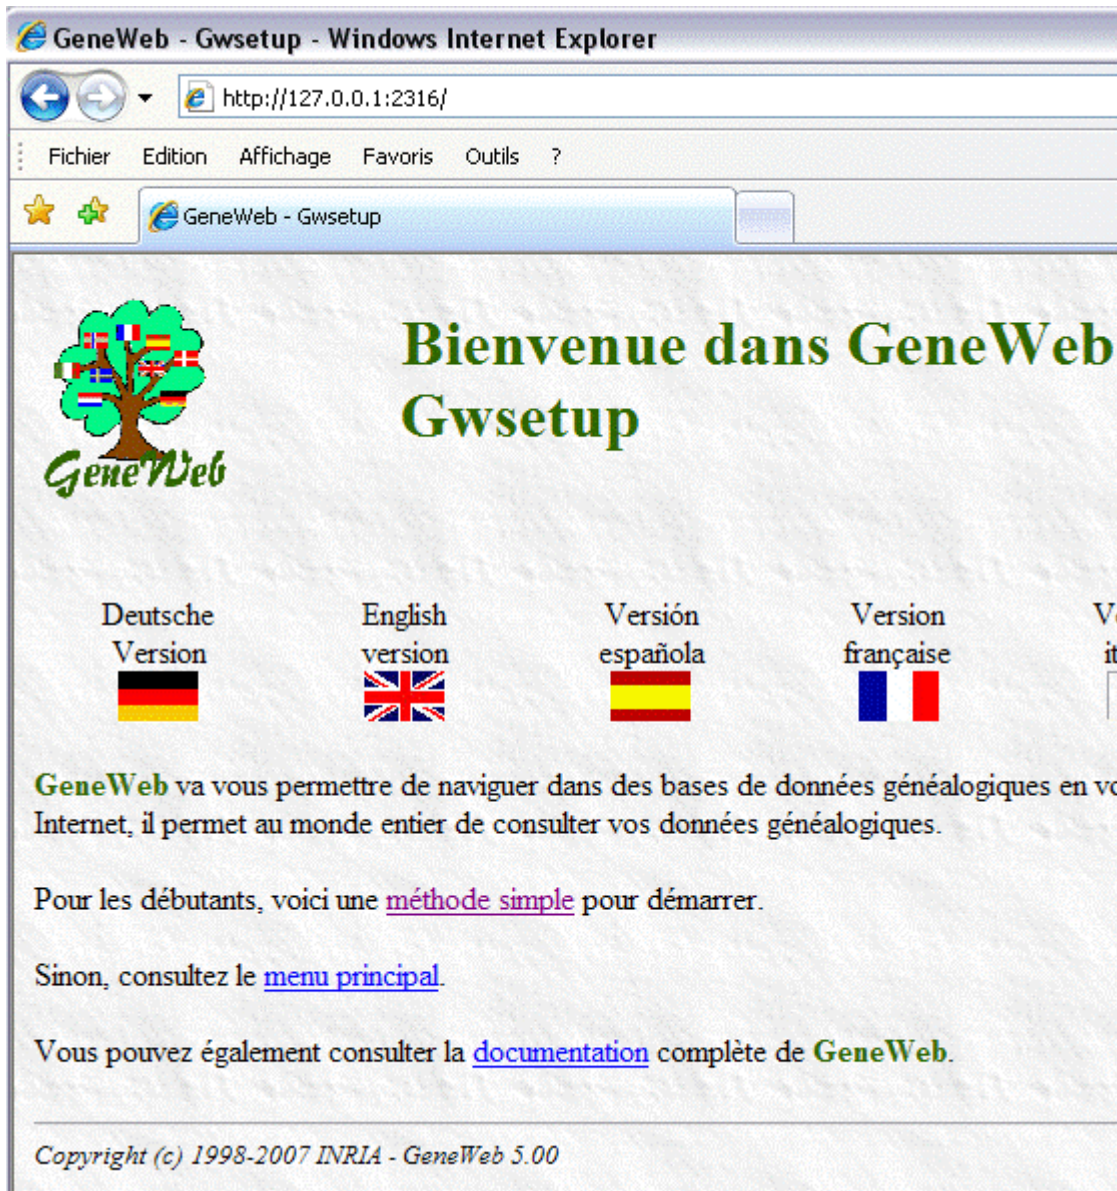 GeneWeb - Gwsetup - Windows Internet Explorer
http://127.0.0.1:2316/
Fichier Edition Affichage Favoris Outils ?
GeneWeb - Gwsetup
GeneWeb
Bienvenue dans GeneWeb
Gwsetup
Deutsche Version
English version
Versión española
Version française
GeneWeb va vous permettre de naviguer dans des bases de données généalogiques en
Internet, il permet au monde entier de consulter vos données généalogiques.
Pour les débutants, voici une méthode simple pour démarrer.
Sinon, consultez le menu principal.
Vous pouvez également consulter la documentation complète de GeneWeb.
Copyright (c) 1998-2007 INRIA - GeneWeb 5.00